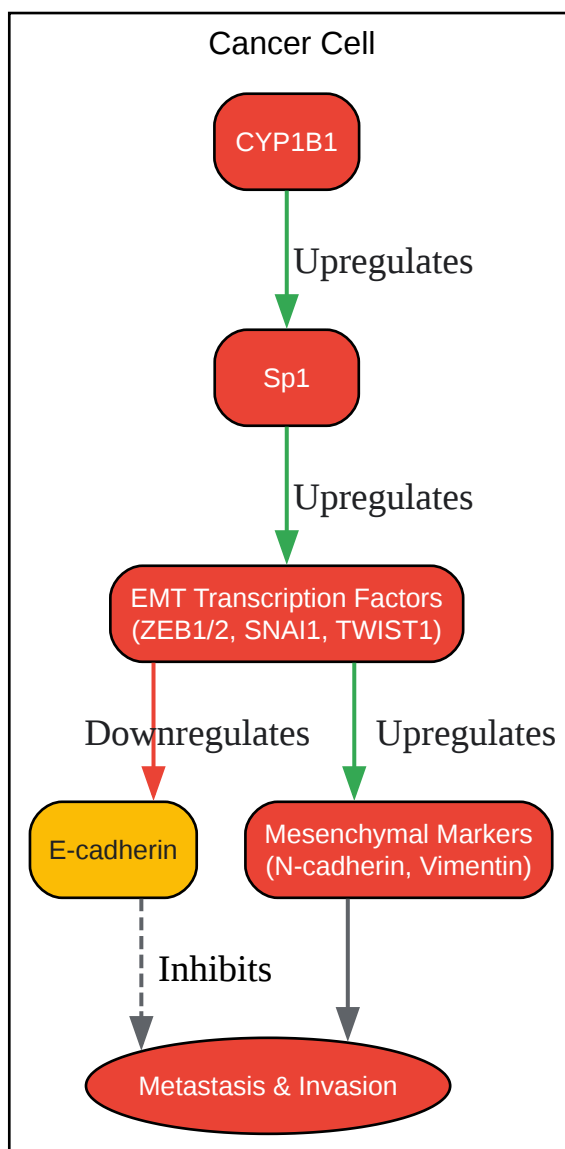 Cancer Cell
CYP1B1
Upregulates
Sp1
Upregulates
EMT Transcription Factors
(ZEB1/2, SNAI1, TWIST1)
Downregulates
Upregulates
E-cadherin
Mesenchymal Markers
(N-cadherin, Vimentin)
Inhibits
Metastasis & Invasion